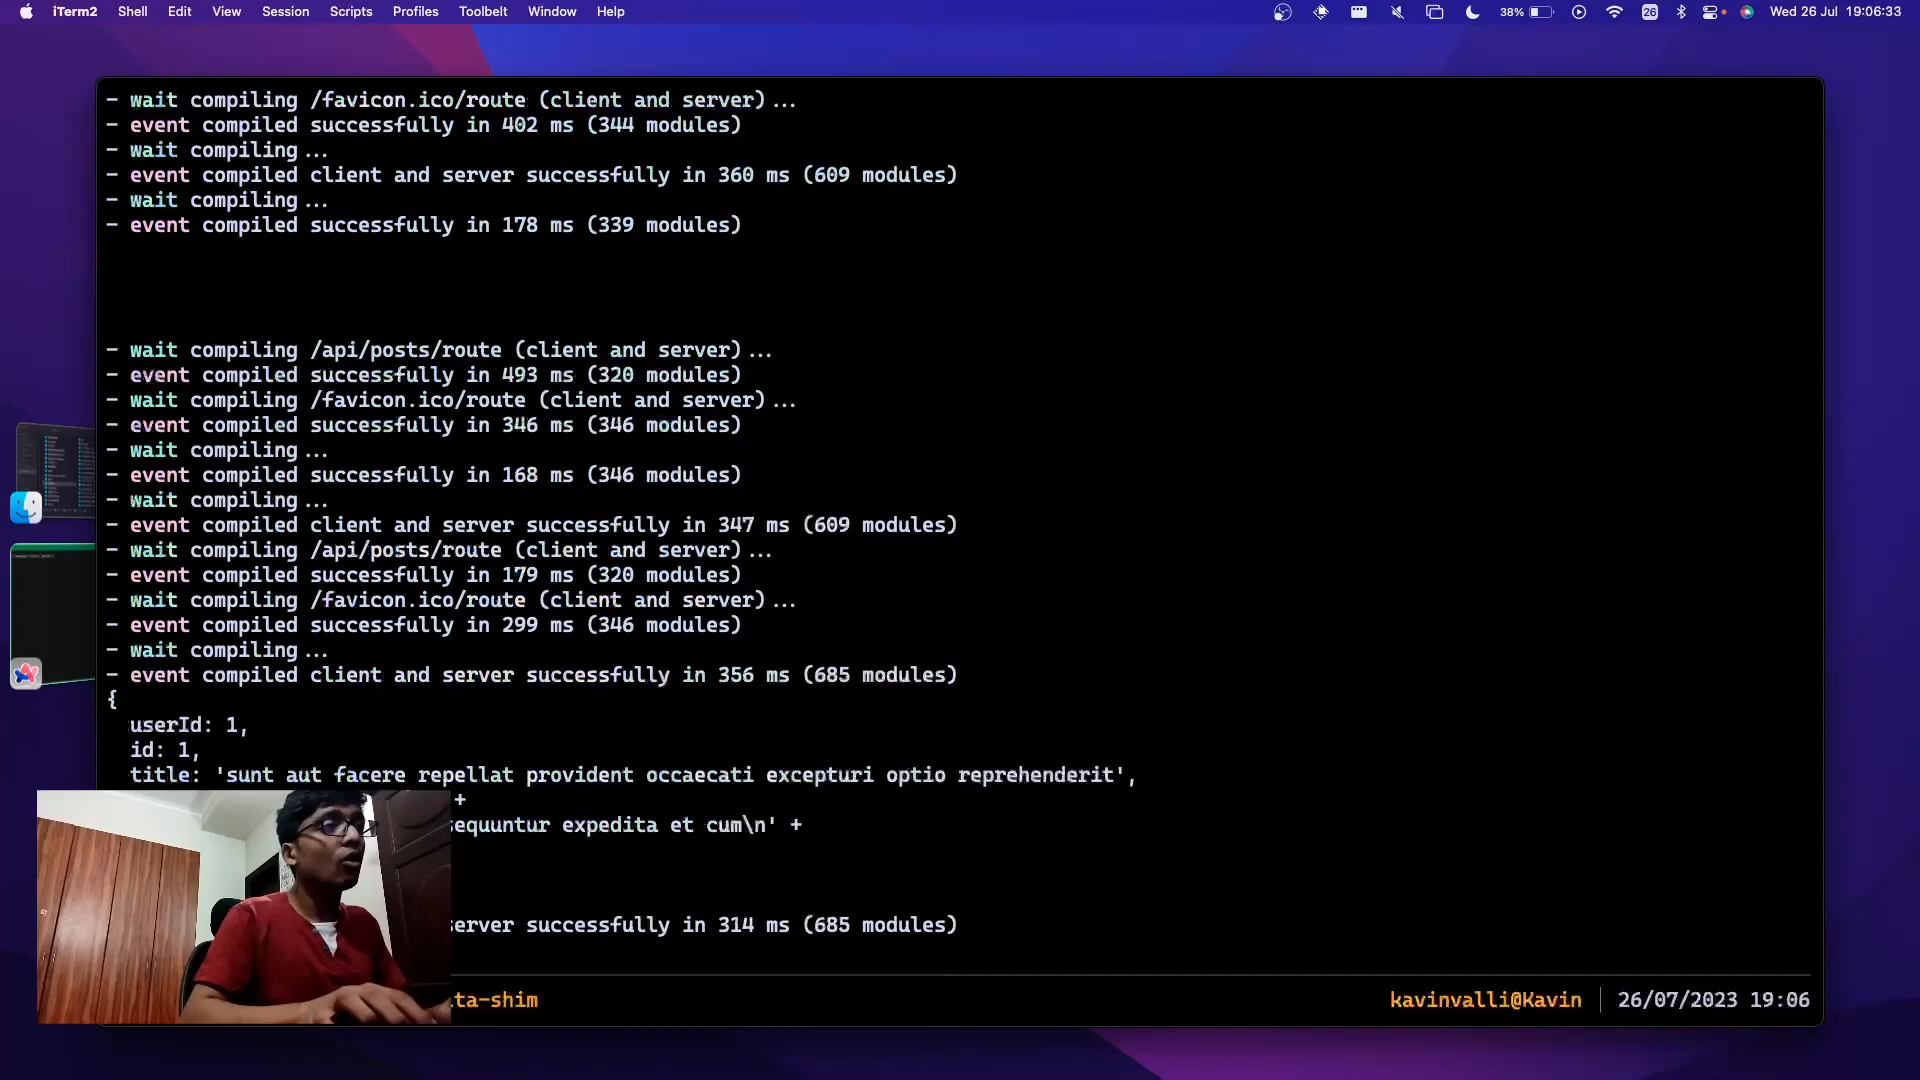 iTerm2 Shell Edit View Session Scripts Profiles Toolbelt Window Help 38% 26 Wed 26 Jul 19:06:33
- wait compiling /favicon.ico/route (client and server)...
- event compiled successfully in 402 ms (344 modules)
- wait compiling...
- event compiled client and server successfully in 360 ms (609 modules)
- wait compiling...
- event compiled successfully in 178 ms (339 modules)
- wait compiling /api/posts/route (client and server)...
- event compiled successfully in 493 ms (320 modules)
- wait compiling /favicon.ico/route (client and server)...
- event compiled successfully in 346 ms (346 modules)
- wait compiling...
- event compiled successfully in 168 ms (346 modules)
- wait compiling...
- event compiled client and server successfully in 347 ms (609 modules)
- wait compiling /api/posts/route (client and server)...
- event compiled successfully in 179 ms (320 modules)
- wait compiling /favicon.ico/route (client and server)...
- event compiled successfully in 299 ms (346 modules)
- wait compiling...
- event compiled client and server successfully in 356 ms (685 modules)
{
userId: 1,
id: 1,
title: 'sunt aut facere repellat provident occaecati excepturi optio reprehenderit',
+
sequuntur expedita et cum\n' +
server successfully in 314 ms (685 modules)
ta-shim kavinvalli@Kavin 26/07/2023 19:06